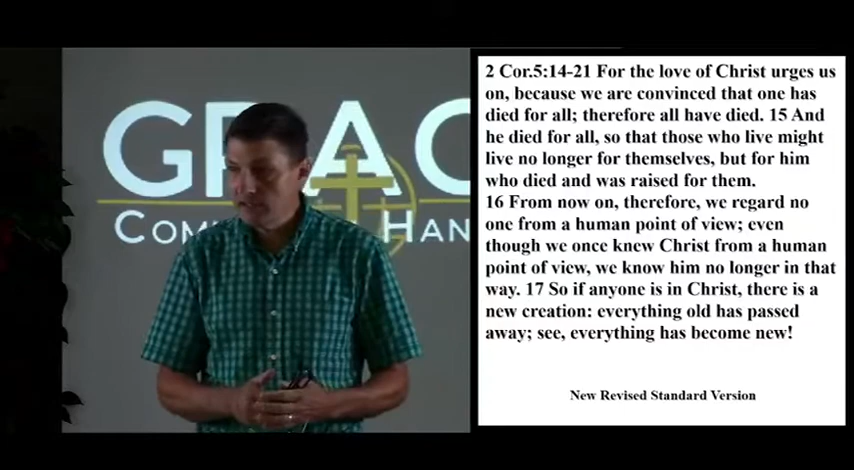 GRAC
COMM HAN
2 Cor.5:14-21 For the love of Christ urges us
on, because we are convinced that one has
died for all; therefore all have died. 15 And
he died for all, so that those who live might
live no longer for themselves, but for him
who died and was raised for them.
16 From now on, therefore, we regard no
one from a human point of view; even
though we once knew Christ from a human
point of view, we know him no longer in that
way. 17 So if anyone is in Christ, there is a
new creation: everything old has passed
away; see, everything has become new!
New Revised Standard Version